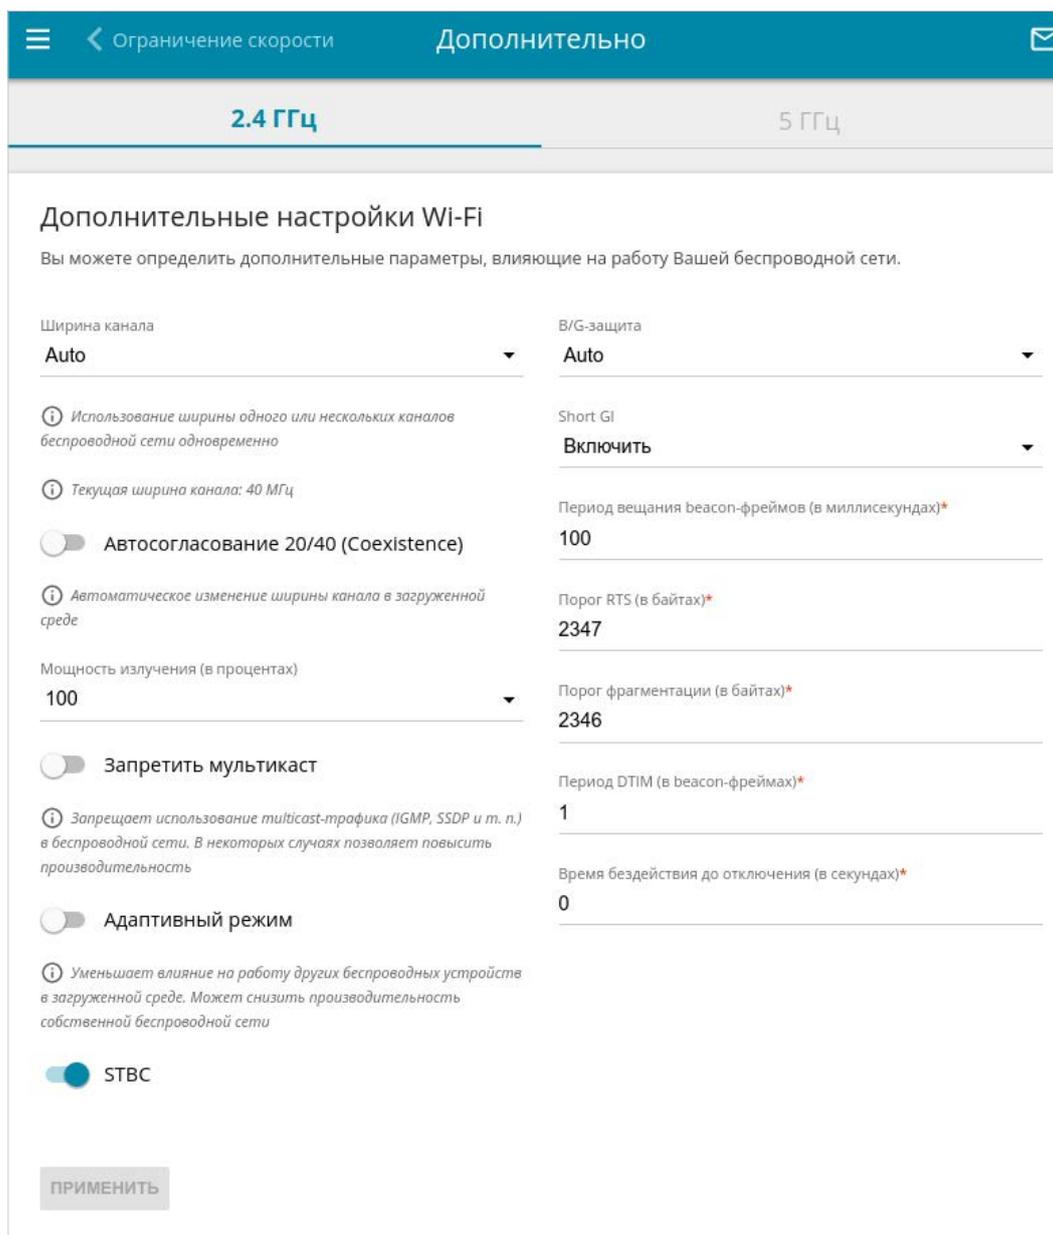 Ограничение скорости
Дополнительно
2.4 ГГц
5 ГГц
Дополнительные настройки Wi-Fi
Вы можете определить дополнительные параметры, влияющие на работу Вашей беспроводной сети.
Ширина канала
Auto
Использование ширины одного или нескольких каналов
беспроводной сети одновременно
Текущая ширина канала: 40 МГц
Автосогласование 20/40 (Coexistence)
Автоматическое изменение ширины канала в загруженной
среде
Мощность излучения (в процентах)
100
Запретить мультикаст
Запрещает использование multicast-трафика (IGMP, SSDP и т. п.)
в беспроводной сети. В некоторых случаях позволяет повысить
производительность
Адаптивный режим
Уменьшает влияние на работу других беспроводных устройств
в загруженной среде. Может снизить производительность
собственной беспроводной сети
STBC
ПРИМЕНИТЬ
B/G-защита
Auto
Short GI
Включить
Период вещания beacon-фреймов (в миллисекундах)*
100
Порог RTS (в байтах)*
2347
Порог фрагментации (в байтах)*
2346
Период DTIM (в beacon-фреймах)*
1
Время бездействия до отключения (в секундах)*
0